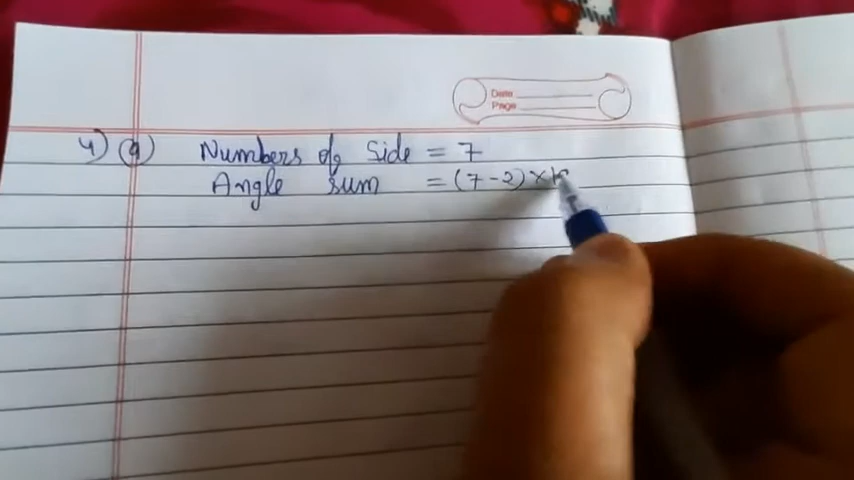 Date
Page
4) (a) Numbers of Side = 7
Angle sum = (7-2) ×